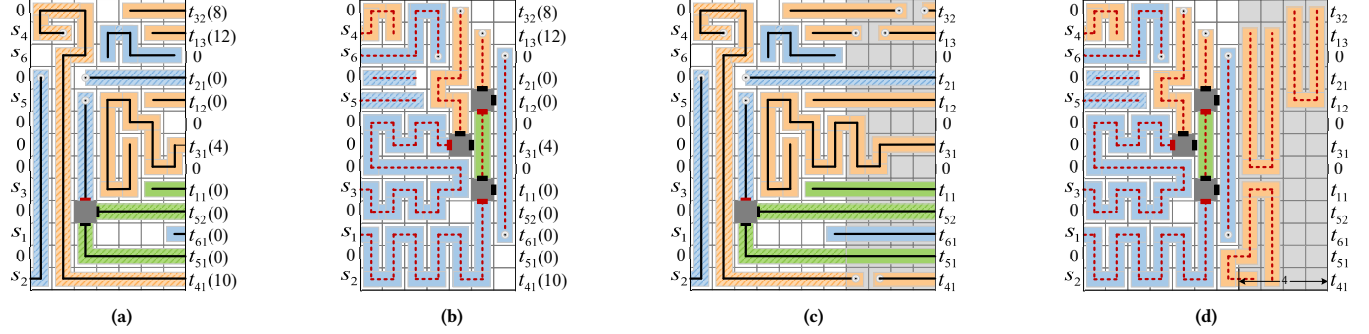 0 t32(8) 0 t32(8) 0 t32 0 t32
s4 t13(12) s4 t13(12) s4 t13 s4 t13
s6 0 s6 0 s6 0 s6 0
0 t21(0) 0 t21(0) 0 t21 0 t21
s5 t12(0) s5 t12(0) s5 t12 s5 t12
0 0 0 0 0 0 0 0
0 t31(4) 0 t31(4) 0 t31 0 t31
0 0 0 0 0 0 0 0
s3 t11(0) s3 t11(0) s3 t11 s3 t11
0 t52(0) 0 t52(0) 0 t52 0 t52
s1 t61(0) s1 t61(0) s1 t61 s1 t61
0 t51(0) 0 t51(0) 0 t51 0 t51
s2 t41(10) s2 t41(10) s2 t41 s2 4 t41
(a) (b) (c) (d)